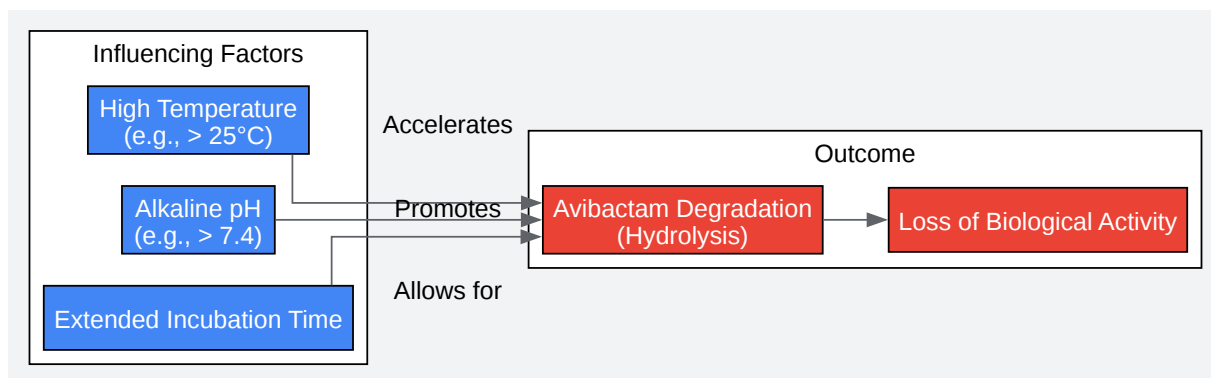 Influencing Factors
High Temperature
(e.g., > 25°C)
Alkaline pH
(e.g., > 7.4)
Extended Incubation Time
Accelerates
Promotes
Allows for
Outcome
Avibactam Degradation
(Hydrolysis)
Loss of Biological Activity